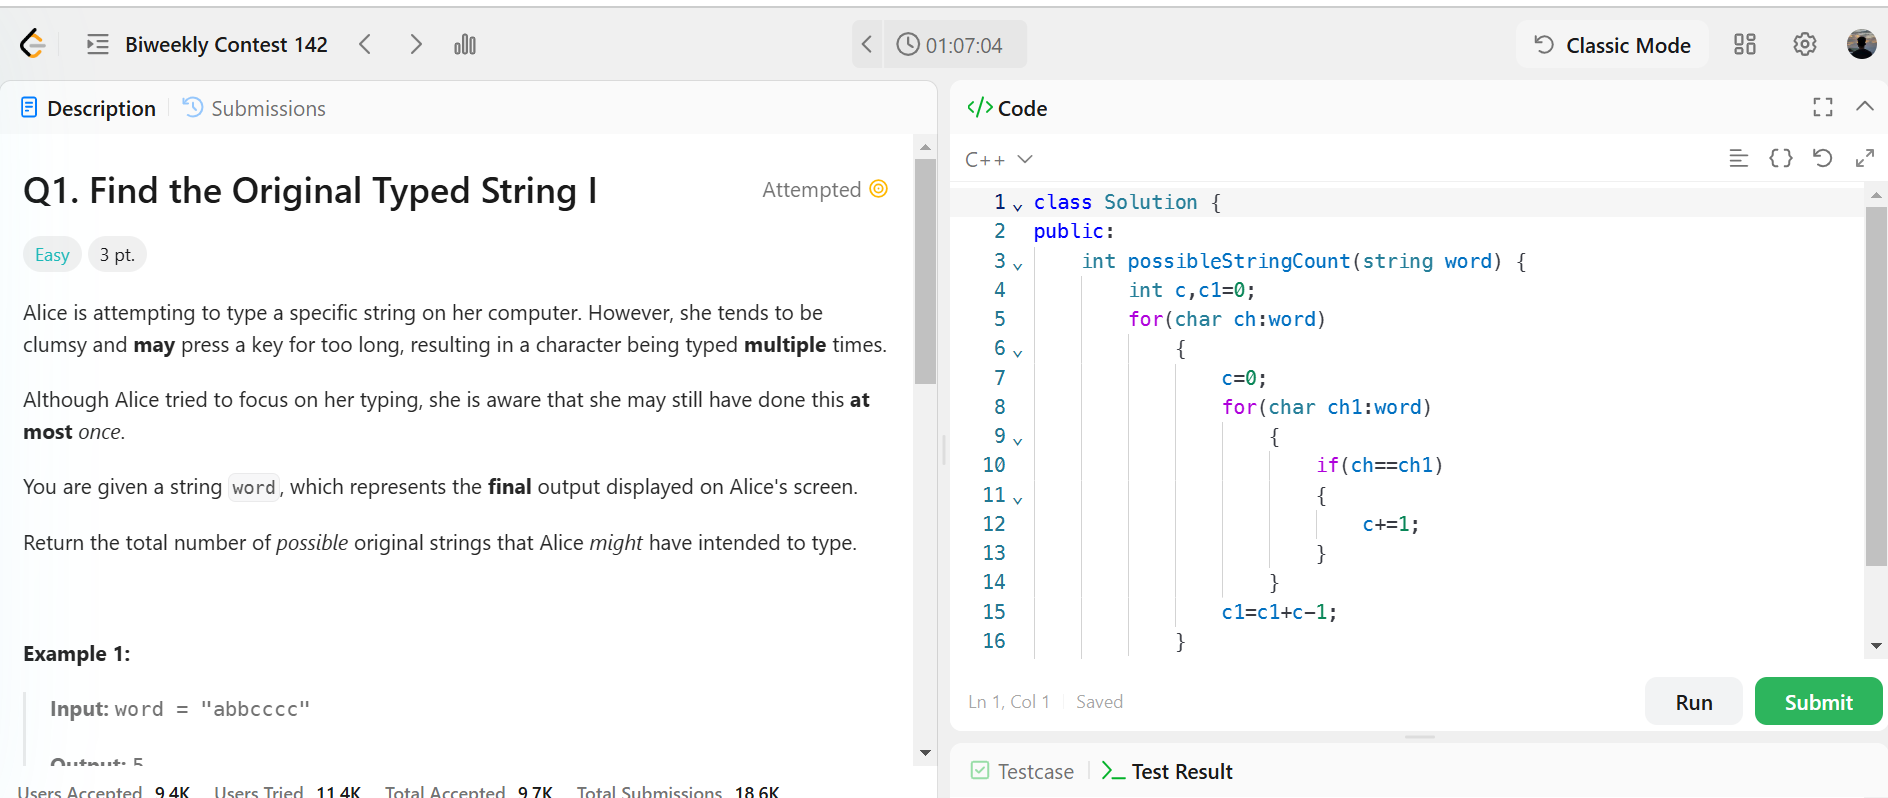 Biweekly Contest 142
01:07:04
Classic Mode
Description
Submissions
Q1. Find the Original Typed String I
Attempted
Easy
3 pt.
Alice is attempting to type a specific string on her computer. However, she tends to be
clumsy and may press a key for too long, resulting in a character being typed multiple times.
Although Alice tried to focus on her typing, she is aware that she may still have done this at
most once.
You are given a string word, which represents the final output displayed on Alice's screen.
Return the total number of possible original strings that Alice might have intended to type.
Example 1:
Input: word = "abbcccc"
Output: 5
Users Accepted 9.4K Users Tried 11.4K Total Accepted 9.7K Total Submissions 18.6K
</> Code
C++
{}
1 class Solution {
2 public:
3 int possibleStringCount(string word) {
4 int c,c1=0;
5 for(char ch:word)
6 {
7 c=0;
8 for(char ch1:word)
9 {
10 if(ch==ch1)
11 {
12 c+=1;
13 }
14 }
15 c1=c1+c-1;
16 }
Ln 1, Col 1
Saved
Run
Submit
Testcase
>_ Test Result